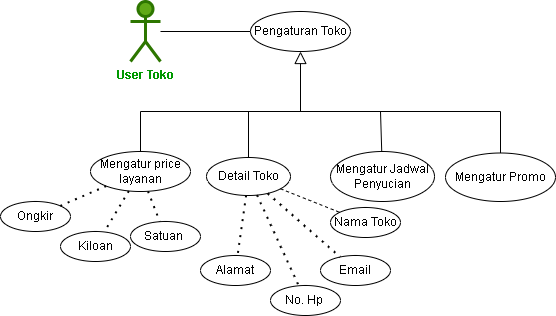 Pengaturan Toko
User Toko
Mengatur price
layanan
Detail Toko
Mengatur Jadwal
Penyucian
Mengatur Promo
Ongkir
Kiloan
Satuan
Nama Toko
Alamat
Email
No. Hp